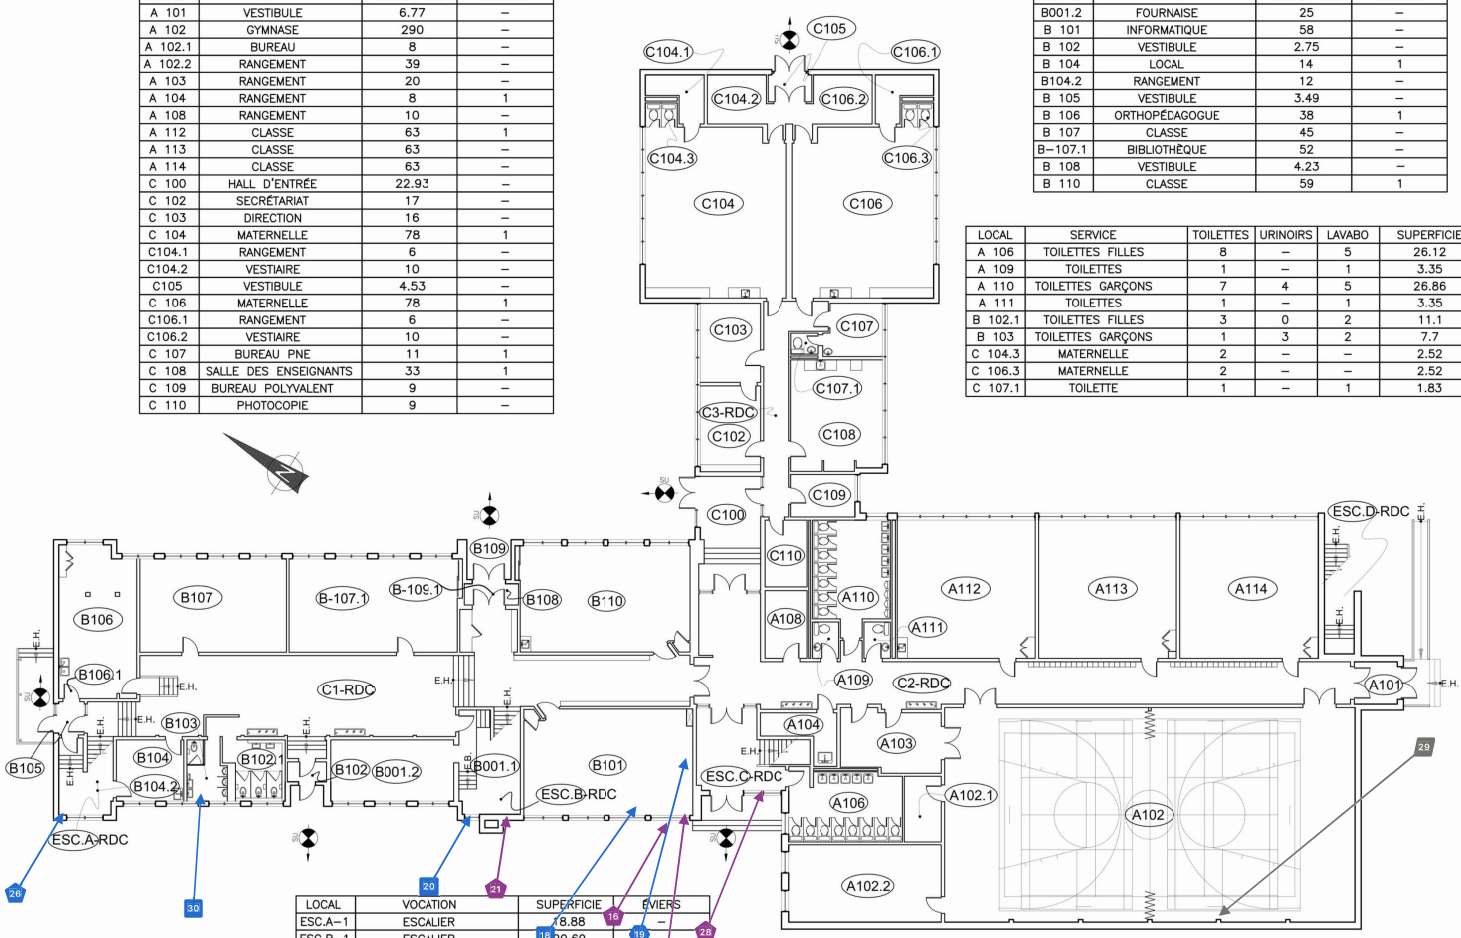 A 101 VESTIBULE 6.77 –
A 102 GYMNASE 290 –
A 102.1 BUREAU 8 –
A 102.2 RANGEMENT 39 –
A 103 RANGEMENT 20 –
A 104 RANGEMENT 8 1
A 108 RANGEMENT 10 –
A 112 CLASSE 63 1
A 113 CLASSE 63 –
A 114 CLASSE 63 –
C 100 HALL D'ENTRÉE 22.93 –
C 102 SECRÉTARIAT 17 –
C 103 DIRECTION 16 –
C 104 MATERNELLE 78 1
C104.1 RANGEMENT 6 –
C104.2 VESTIAIRE 10 –
C105 VESTIBULE 4.53 –
C 106 MATERNELLE 78 1
C106.1 RANGEMENT 6 –
C106.2 VESTIAIRE 10 –
C 107 BUREAU PNE 11 1
C 108 SALLE DES ENSEIGNANTS 33 1
C 109 BUREAU POLYVALENT 9 –
C 110 PHOTOCOPIE 9 –
B001.2 FOURNAISE 25 –
B 101 INFORMATIQUE 58 –
B 102 VESTIBULE 2.75 –
B 104 LOCAL 14 1
B104.2 RANGEMENT 12 –
B 105 VESTIBULE 3.49 –
B 106 ORTHOPÉDAGOGUE 38 1
B 107 CLASSE 45 –
B–107.1 BIBLIOTHÈQUE 52 –
B 108 VESTIBULE 4.23 –
B 110 CLASSE 59 1
LOCAL SERVICE TOILETTES URINOIRS LAVABO SUPERFICIE
A 106 TOILETTES FILLES 8 – 5 26.12
A 109 TOILETTES 1 – 1 3.35
A 110 TOILETTES GARÇONS 7 4 5 26.86
A 111 TOILETTES 1 – 1 3.35
B 102.1 TOILETTES FILLES 3 0 2 11.1
B 103 TOILETTES GARÇONS 1 3 2 7.7
C 104.3 MATERNELLE 2 – – 2.52
C 106.3 MATERNELLE 2 – – 2.52
C 107.1 TOILETTE 1 – 1 1.83
SU
C105
C104.1
C106.1
C104.2
C106.2
C104.3
C106.3
C104
C106
C103
C107
C107.1
C3-RDC
C102
C108
N
SU
C109
C100
SU
ESC.D-RDC
E.H.
E.H.
B109
C110
B-109.1
B107
B-107.1
B108
B110
A110
A112
A113
A114
B106
A108
A111
E.H.
E.H.
B106.1
E.H.
C1-RDC
E.H.
A109
C2-RDC
A101
E.H.
SU
E.H.
E.H.
B103
E.H.
A104
A103
B105
E.H.
E.H.
B104
B102.1
B102
B001.2
B001.1
E.B.
B101
E.H.
ESC.C-RDC
29
B104.2
ESC.B-RDC
A106
A102.1
A102
ESC.A-RDC
SU
SU
A102.2
26
30
20
21
16
18
19
28
LOCAL VOCATION SUPERFICIE ÉVIERS
ESC.A–1 ESCALIER 18.88 –